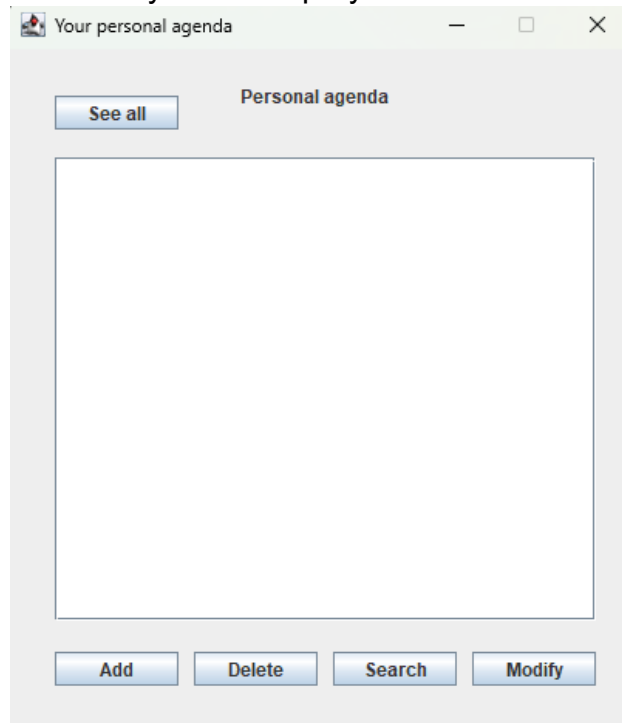 Your personal agenda
See all
Personal agenda
Add
Delete
Search
Modify